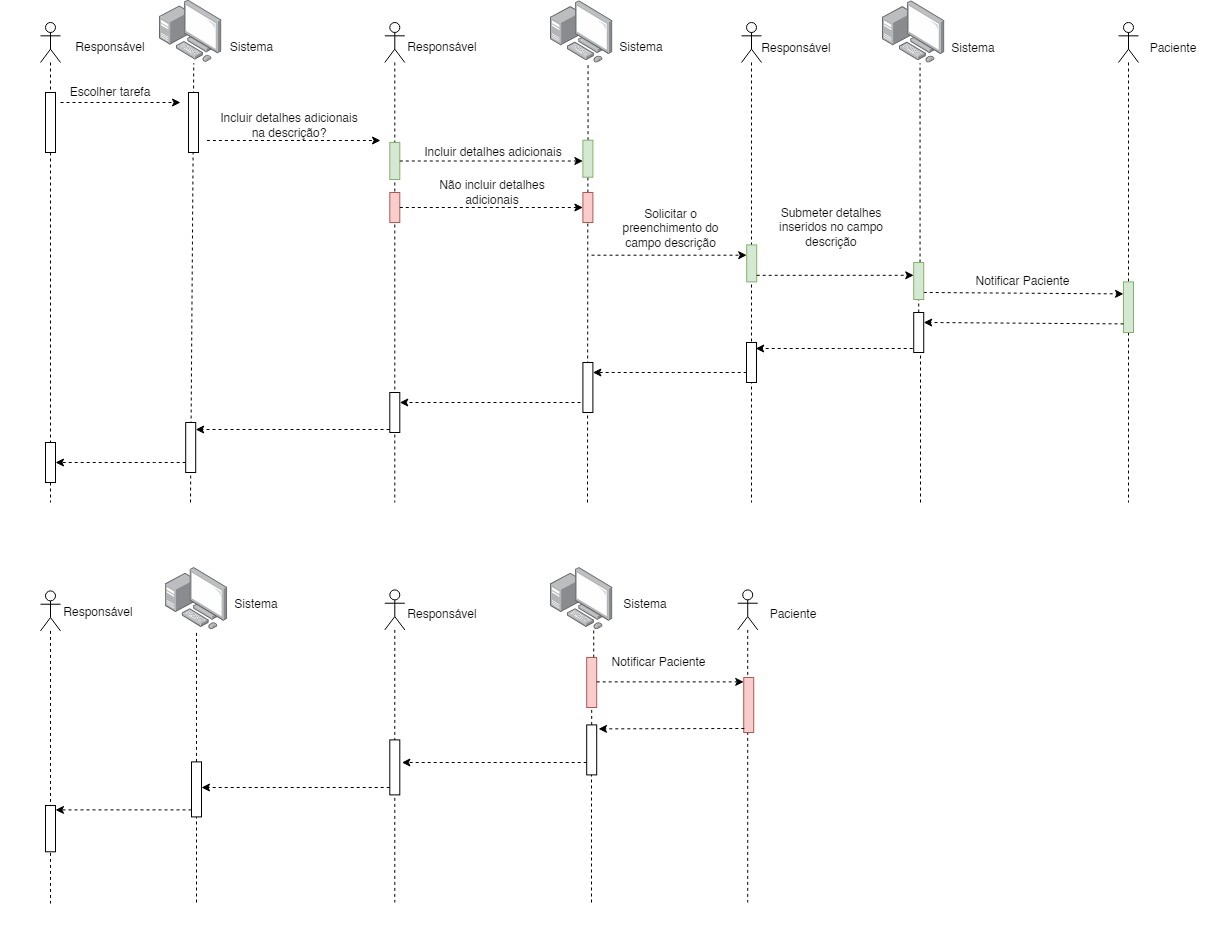 Responsável
Sistema
Responsável
Sistema
Responsável
Sistema
Paciente
Escolher tarefa
Incluir detalhes adicionais
na descrição?
Incluir detalhes adicionais
Não incluir detalhes
adicionais
Solicitar o
preenchimento do
campo descrição
Submeter detalhes
inseridos no campo
descrição
Notificar Paciente
Responsável
Sistema
Responsável
Sistema
Paciente
Notificar Paciente